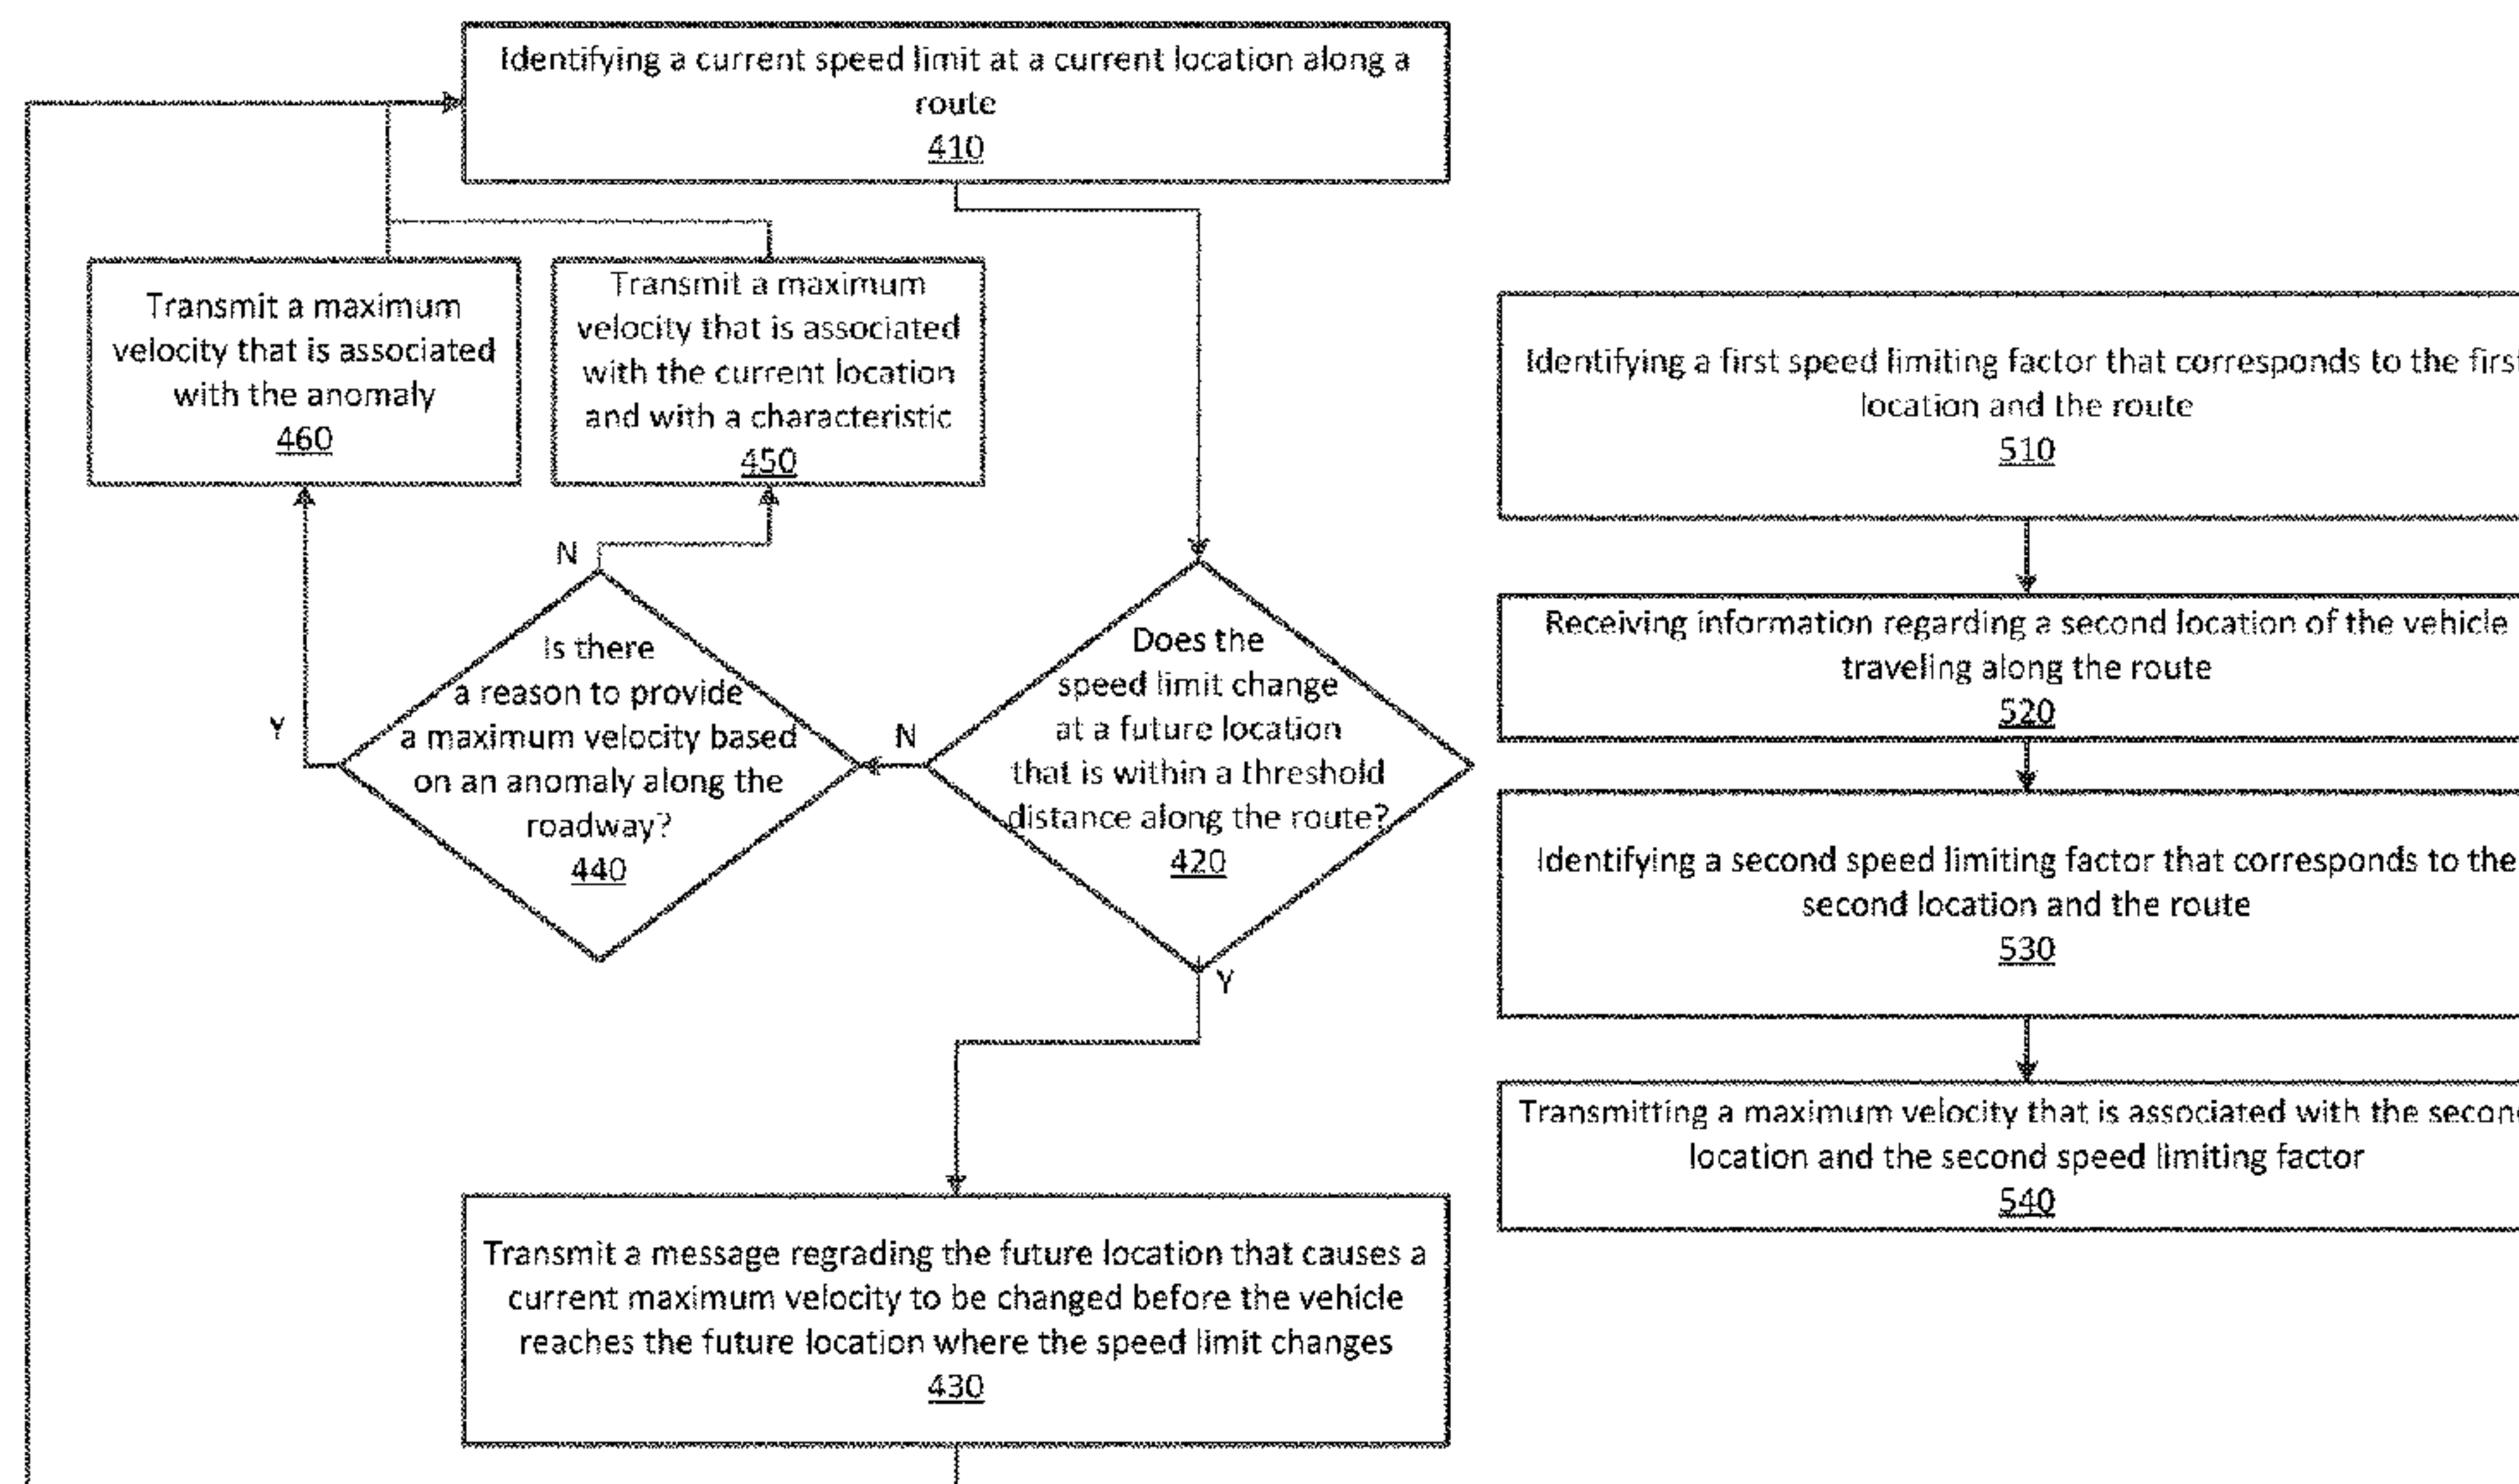 Identifying a current speed limit at a current location along a
route
410
Transmit a maximum
velocity that is associated
with the anomaly
460
Transmit a maximum
velocity that is associated
with the current location
and with a characteristic
450
N
Y
Is there
a reason to provide
a maximum velocity based
on an anomaly along the
roadway?
440
N
Does the
speed limit change
at a future location
that is within a threshold
distance along the route?
420
Y
Transmit a message regrading the future location that causes a
current maximum velocity to be changed before the vehicle
reaches the future location where the speed limit changes
430
Identifying a first speed limiting factor that corresponds to the first
location and the route
510
Receiving information regarding a second location of the vehicle
traveling along the route
520
Identifying a second speed limiting factor that corresponds to the
second location and the route
530
Transmitting a maximum velocity that is associated with the second
location and the second speed limiting factor
540